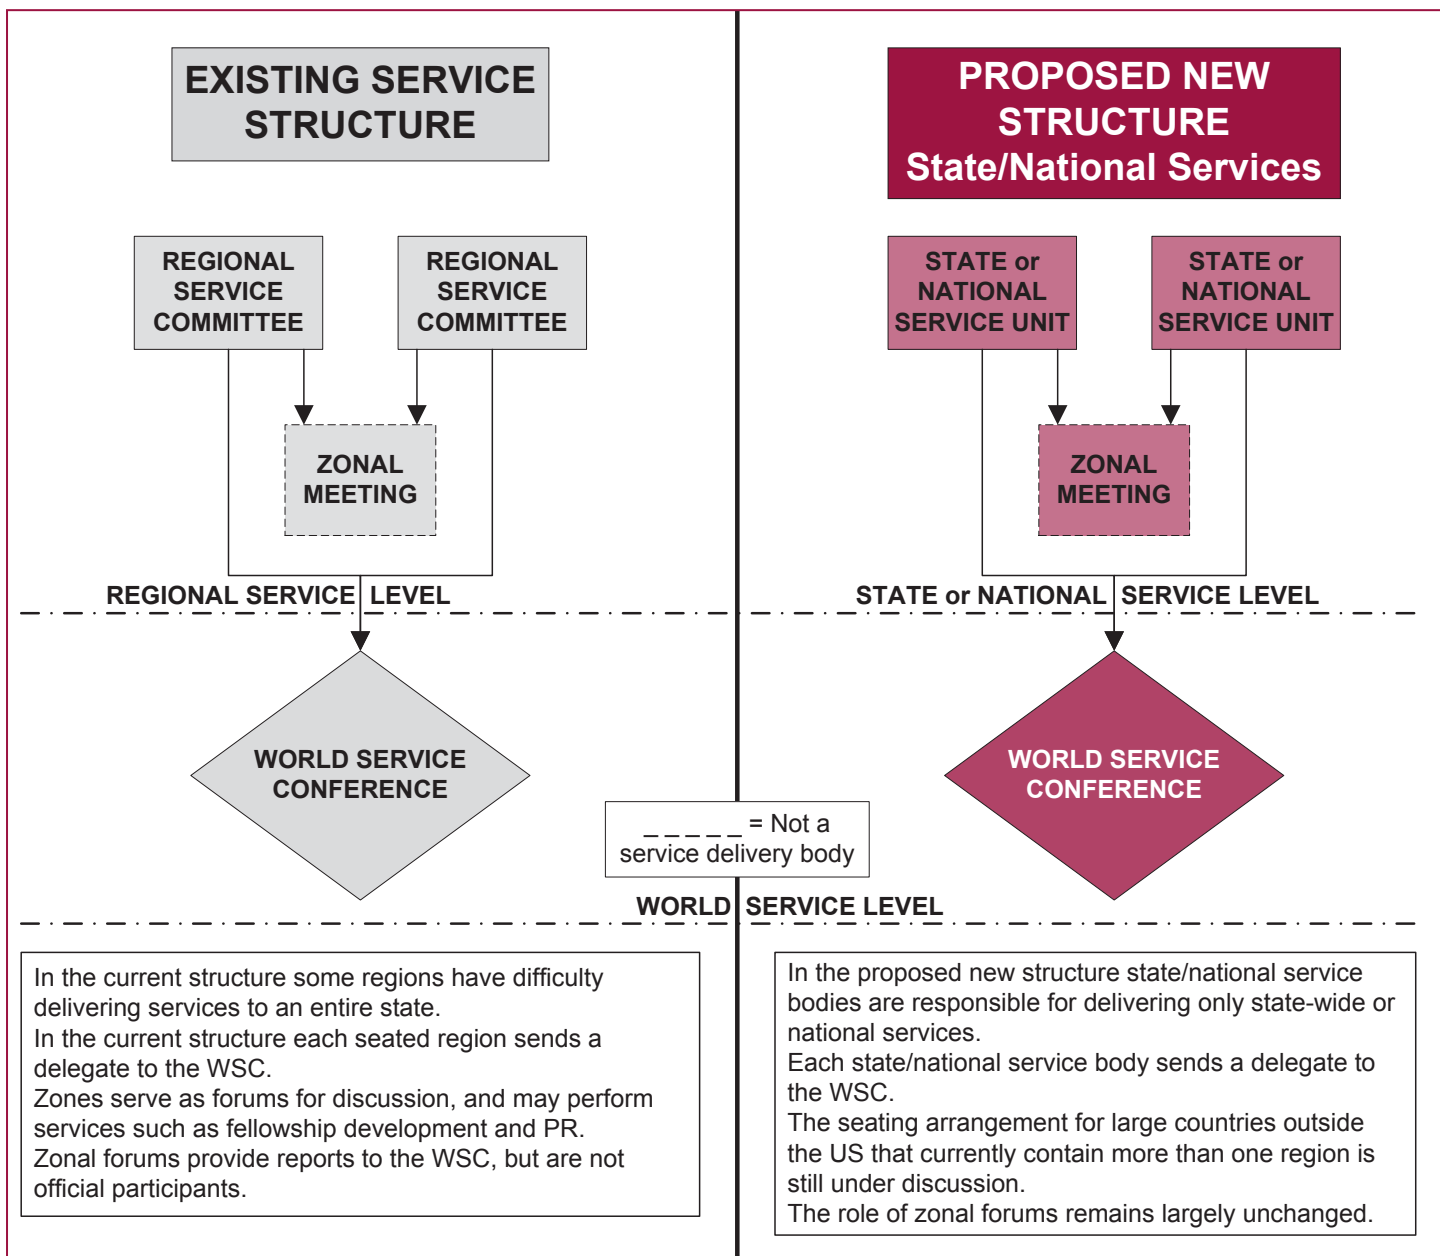 EXISTING SERVICE
STRUCTURE
REGIONAL
SERVICE
COMMITTEE
REGIONAL
SERVICE
COMMITTEE
ZONAL
MEETING
REGIONAL SERVICE LEVEL
WORLD SERVICE
CONFERENCE
PROPOSED NEW
STRUCTURE
State/National Services
STATE or
NATIONAL
SERVICE UNIT
STATE or
NATIONAL
SERVICE UNIT
ZONAL
MEETING
STATE or NATIONAL SERVICE LEVEL
WORLD SERVICE
CONFERENCE
_ _ _ _ _ = Not a
service delivery body
WORLD SERVICE LEVEL
In the current structure some regions have difficulty
delivering services to an entire state.
In the current structure each seated region sends a
delegate to the WSC.
Zones serve as forums for discussion, and may perform
services such as fellowship development and PR.
Zonal forums provide reports to the WSC, but are not
official participants.
In the proposed new structure state/national service
bodies are responsible for delivering only state-wide or
national services.
Each state/national service body sends a delegate to
the WSC.
The seating arrangement for large countries outside
the US that currently contain more than one region is
still under discussion.
The role of zonal forums remains largely unchanged.